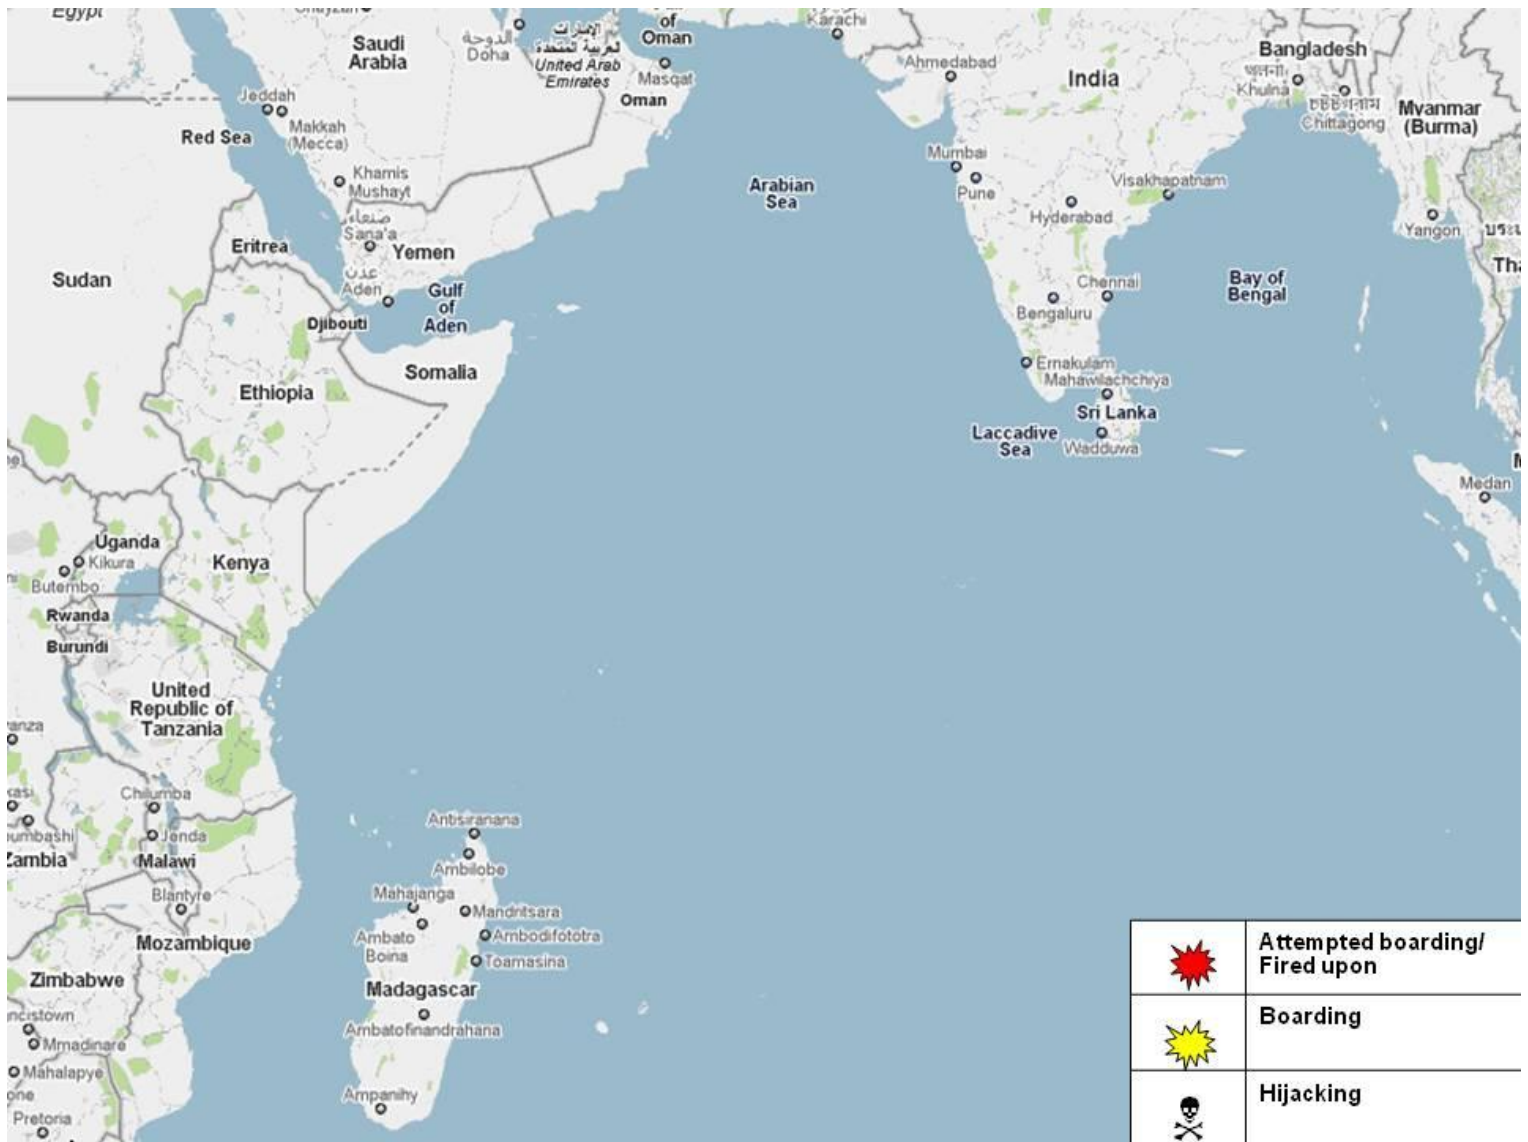 Egypt
Saudi
Arabia
الدوحة
Doha
الإمارات
العربية المتحدة
United Arab
Emirates
of
Oman
Masqat
Oman
Karachi
Ahmedabad
India
Bangladesh
Khulna
Chittagong
Myanmar
(Burma)
Jeddah
Makkah
(Mecca)
Red Sea
Khamis
Mushayt
صنعاء
Sana'a
Yemen
Eritrea
عدن
Aden
Gulf
of
Aden
Sudan
Djibouti
Somalia
Ethiopia
Arabian
Sea
Mumbai
Pune
Hyderabad
Visakhapatnam
Yangon
Bay of
Bengal
Chennai
Bengaluru
Ernakulam
Mahawilachchiya
Sri Lanka
Laccadive
Sea
Wadduwa
Medan
Uganda
Kikura
Butembo
Kenya
Rwanda
Burundi
United
Republic of
Tanzania
Chilumba
Jenda
Zambia
Malawi
Blantyre
Mozambique
Zimbabwe
Mmadinare
Mahalapye
Pretoria
Antsiranana
Ambilobe
Mahajanga
Mandritsara
Ambato
Boina
Ambodifototra
Toamasina
Madagascar
Ambatofinandrahana
Ampanihy
Attempted boarding/
Fired upon
Boarding
Hijacking